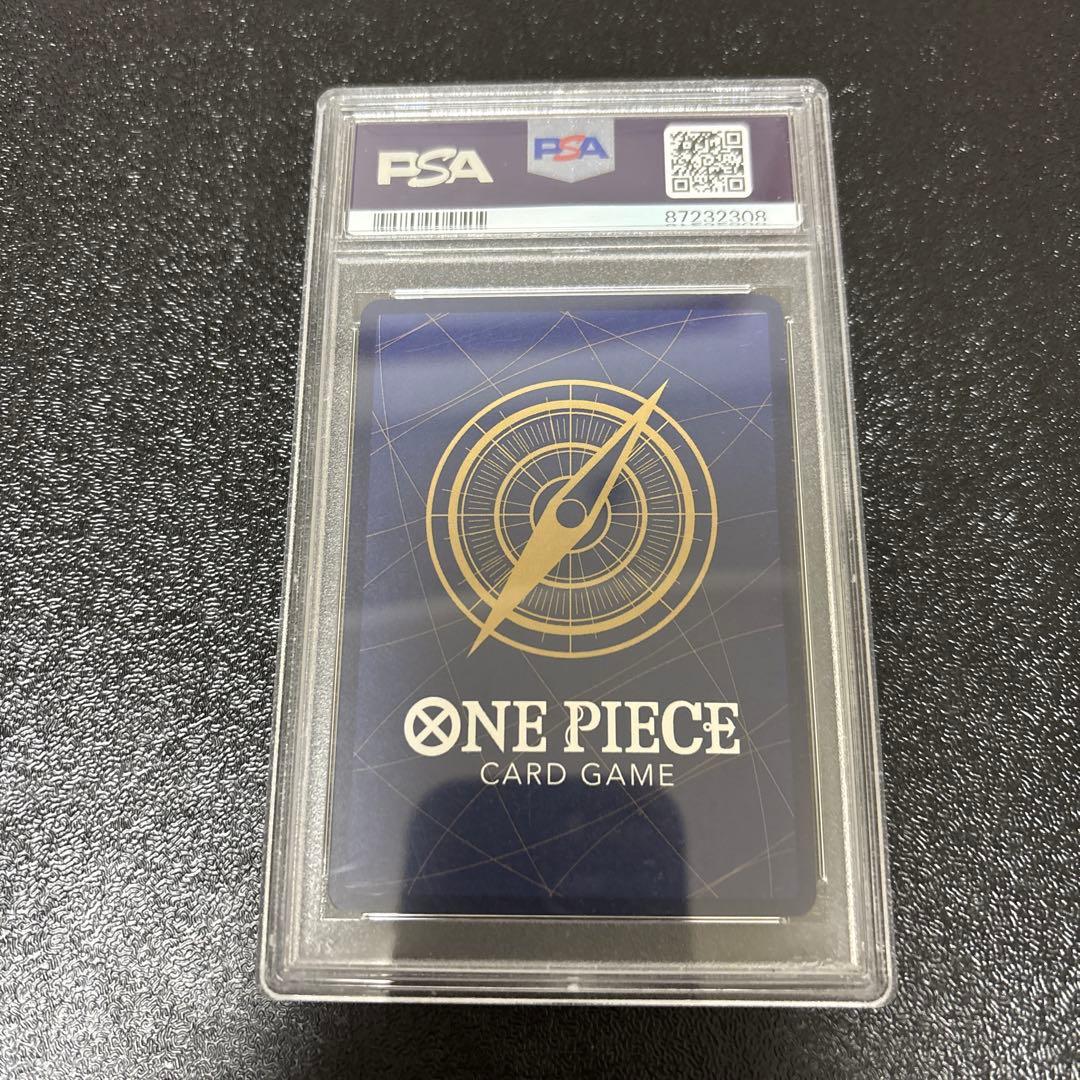 PSA
PSA
87232308
ONE PIECE
CARD GAME